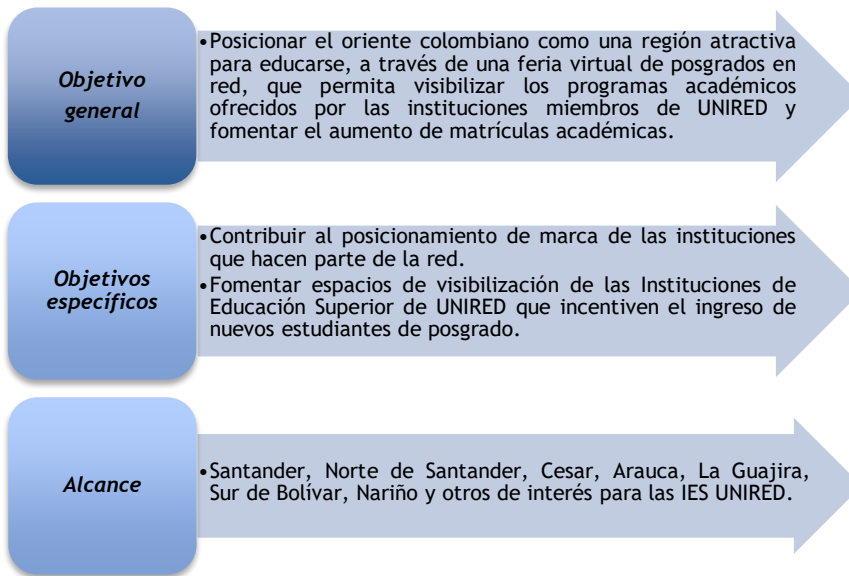 Objetivo
general
•Posicionar el oriente colombiano como una región atractiva
para educarse, a través de una feria virtual de posgrados en
red, que permita visibilizar los programas académicos
ofrecidos por las instituciones miembros de UNIRED y
fomentar el aumento de matrículas académicas.
Objetivos
específicos
•Contribuir al posicionamiento de marca de las instituciones
que hacen parte de la red.
•Fomentar espacios de visibilización de las Instituciones de
Educación Superior de UNIRED que incentiven el ingreso de
nuevos estudiantes de posgrado.
Alcance
•Santander, Norte de Santander, Cesar, Arauca, La Guajira,
Sur de Bolívar, Nariño y otros de interés para las IES UNIRED.